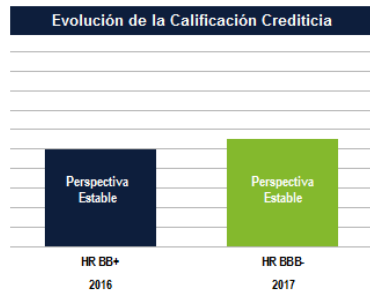 Evolución de la Calificación Crediticia
Perspectiva
Estable
Perspectiva
Estable
HR BB+
HR BBB-
2016
2017